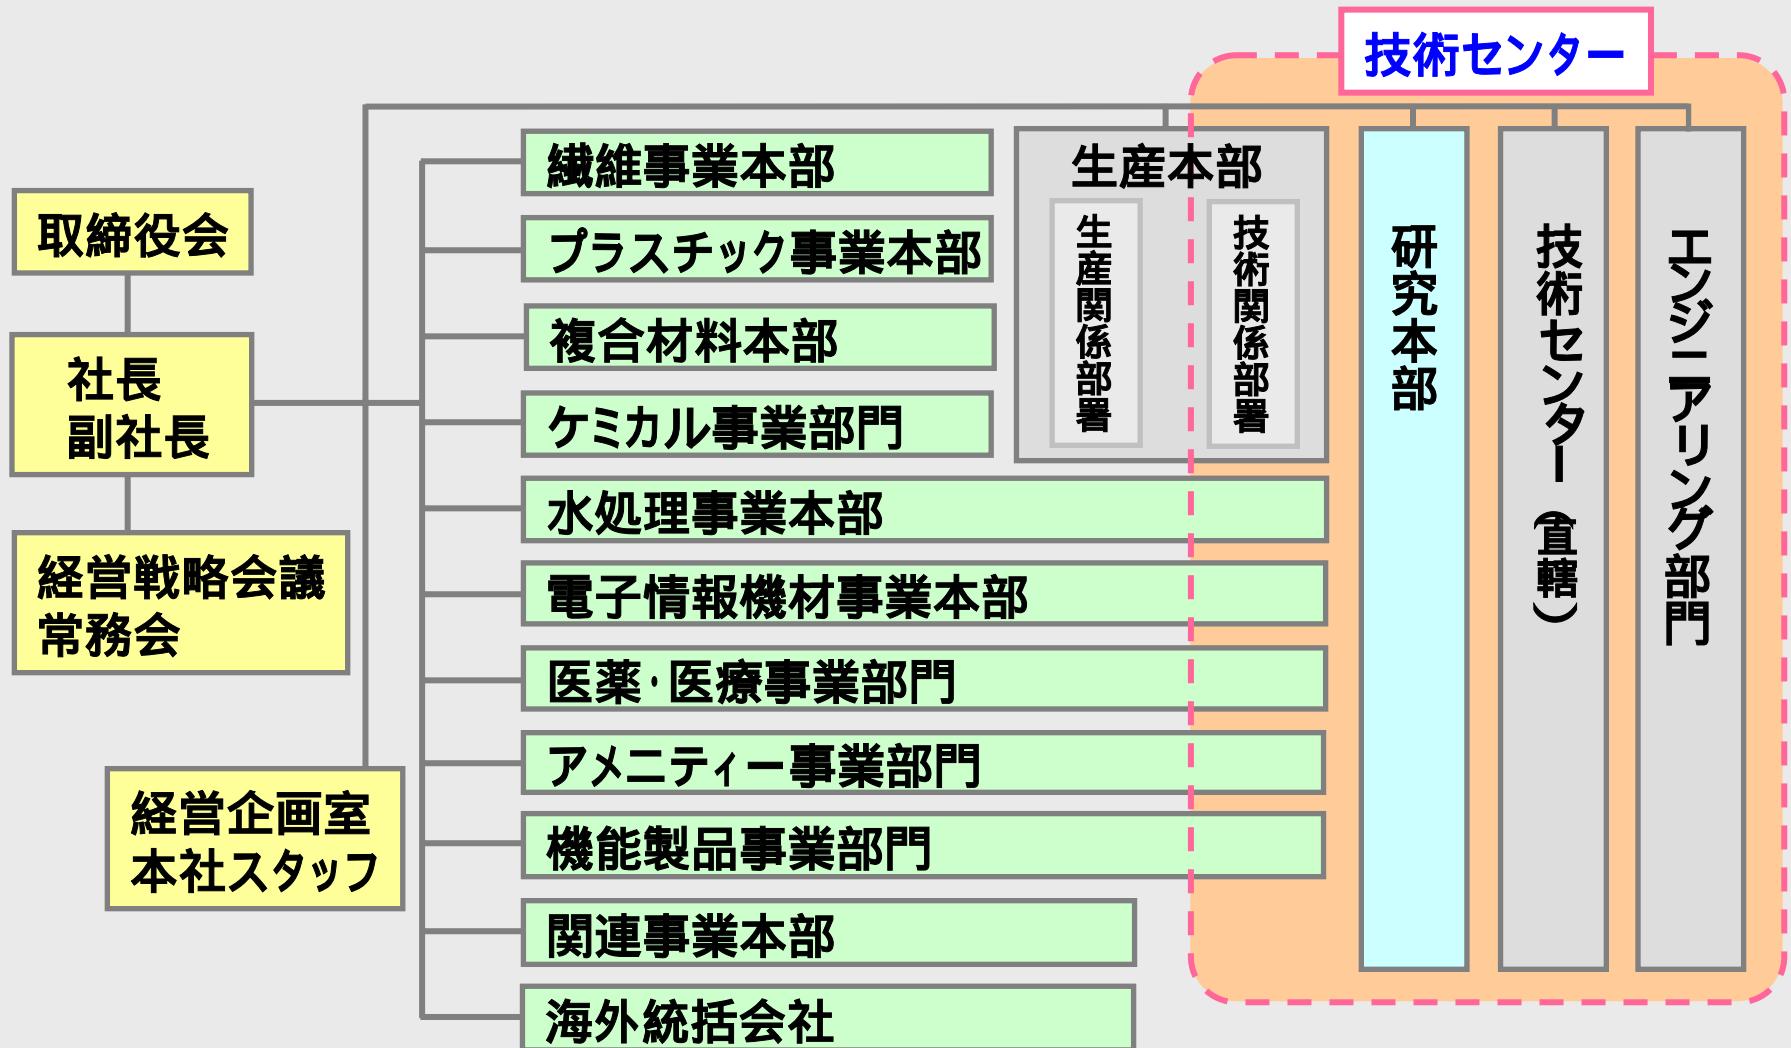 技術センター
取締役会
社長
副社長
経営戦略会議
常務会
経営企画室
本社スタッフ
繊維事業本部
プラスチック事業本部
複合材料本部
ケミカル事業部門
水処理事業本部
電子情報機材事業本部
医薬・医療事業部門
アメニティー事業部門
機能製品事業部門
関連事業本部
海外統括会社
生産本部
生産関係部署
技術関係部署
研究本部
技術センター（直轄）
エンジニアリング部門